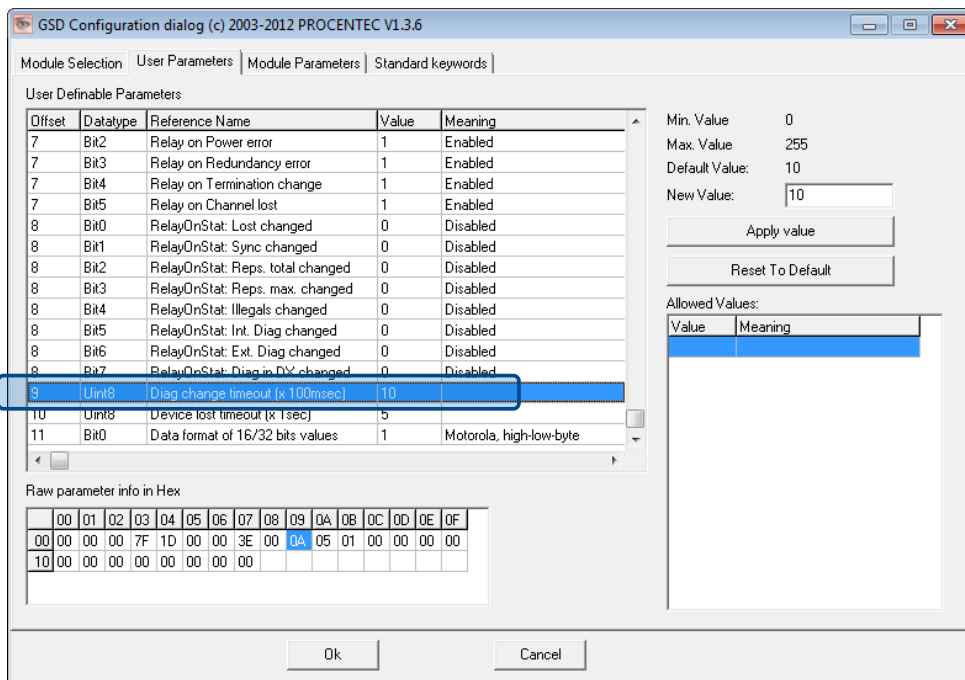 GSD Configuration dialog (c) 2003-2012 PROCENTEC V1.3.6
Module Selection User Parameters Module Parameters Standard keywords
User Definable Parameters
Offset Datatype Reference Name Value Meaning
7 Bit2 Relay on Power error 1 Enabled
7 Bit3 Relay on Redundancy error 1 Enabled
7 Bit4 Relay on Termination change 1 Enabled
7 Bit5 Relay on Channel lost 1 Enabled
8 Bit0 RelayOnStat: Lost changed 0 Disabled
8 Bit1 RelayOnStat: Sync changed 0 Disabled
8 Bit2 RelayOnStat: Reps. total changed 0 Disabled
8 Bit3 RelayOnStat: Reps. max. changed 0 Disabled
8 Bit4 RelayOnStat: Illegals changed 0 Disabled
8 Bit5 RelayOnStat: Int. Diag changed 0 Disabled
8 Bit6 RelayOnStat: Ext. Diag changed 0 Disabled
8 Bit7 RelayOnStat: Diag in DX changed 0 Disabled
9 Uint8 Diag change timeout (x 100msec) 10
10 Uint8 Device lost timeout (x 1sec) 5
11 Bit0 Data format of 16/32 bits values 1 Motorola, high-low-byte
Min. Value 0
Max. Value 255
Default Value: 10
New Value: 10
Apply value
Reset To Default
Allowed Values:
Value Meaning
Raw parameter info in Hex
00 01 02 03 04 05 06 07 08 09 0A 0B 0C 0D 0E 0F
00 00 00 00 7F 1D 00 00 3E 00 0A 05 01 00 00 00 00
10 00 00 00 00 00 00 00 00
Ok Cancel